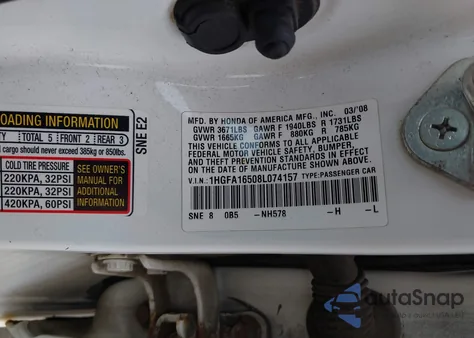 LOADING INFORMATION
TY TOTAL 5 FRONT 2 REAR 3
cargo should never exceed 385kg or 850lbs.
COLD TIRE PRESSURE
220KPA, 32PSI
220KPA, 32PSI
420KPA, 60PSI
SEE OWNER'S
MANUAL FOR
ADDITIONAL
INFORMATION
SNE E2
MFD. BY HONDA OF AMERICA MFG., INC. 03/08
GVWR 3671LBS GAWR F 1940LBS R 1731LBS
GVWR 1665KG GAWR F 880KG R 785KG
THIS VEHICLE CONFORMS TO ALL APPLICABLE
FEDERAL MOTOR VEHICLE SAFETY, BUMPER,
AND THEFT PREVENTION STANDARDS IN EFFECT
ON THE DATE OF MANUFACTURE SHOWN ABOVE.
V.I.N: 1HGFA16508L074157 TYPE:PASSENGER CAR
SNE 8 0B5 -NH578 -H -L
autoSnap